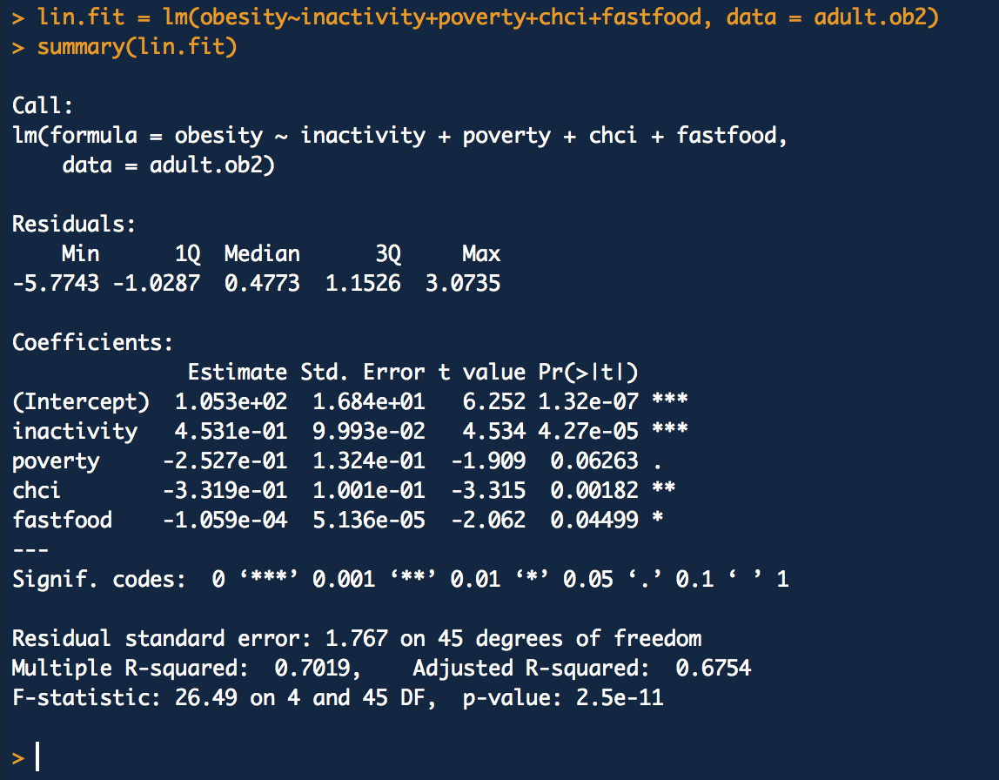 > lin.fit = lm(obesity~inactivity+poverty+chci+fastfood, data = adult.ob2)
> summary(lin.fit)
Call:
lm(formula = obesity ~ inactivity + poverty + chci + fastfood,
    data = adult.ob2)
Residuals:
    Min      1Q  Median      3Q     Max
-5.7743 -1.0287  0.4773  1.1526  3.0735
Coefficients:
              Estimate Std. Error t value Pr(>|t|)
(Intercept)  1.053e+02  1.684e+01   6.252 1.32e-07 ***
inactivity   4.531e-01  9.993e-02   4.534 4.27e-05 ***
poverty     -2.527e-01  1.324e-01  -1.909  0.06263 .
chci        -3.319e-01  1.001e-01  -3.315  0.00182 **
fastfood    -1.059e-04  5.136e-05  -2.062  0.04499 *
---
Signif. codes:  0 ‘***’ 0.001 ‘**’ 0.01 ‘*’ 0.05 ‘.’ 0.1 ‘ ’ 1
Residual standard error: 1.767 on 45 degrees of freedom
Multiple R-squared:  0.7019,    Adjusted R-squared:  0.6754
F-statistic: 26.49 on 4 and 45 DF,  p-value: 2.5e-11
>